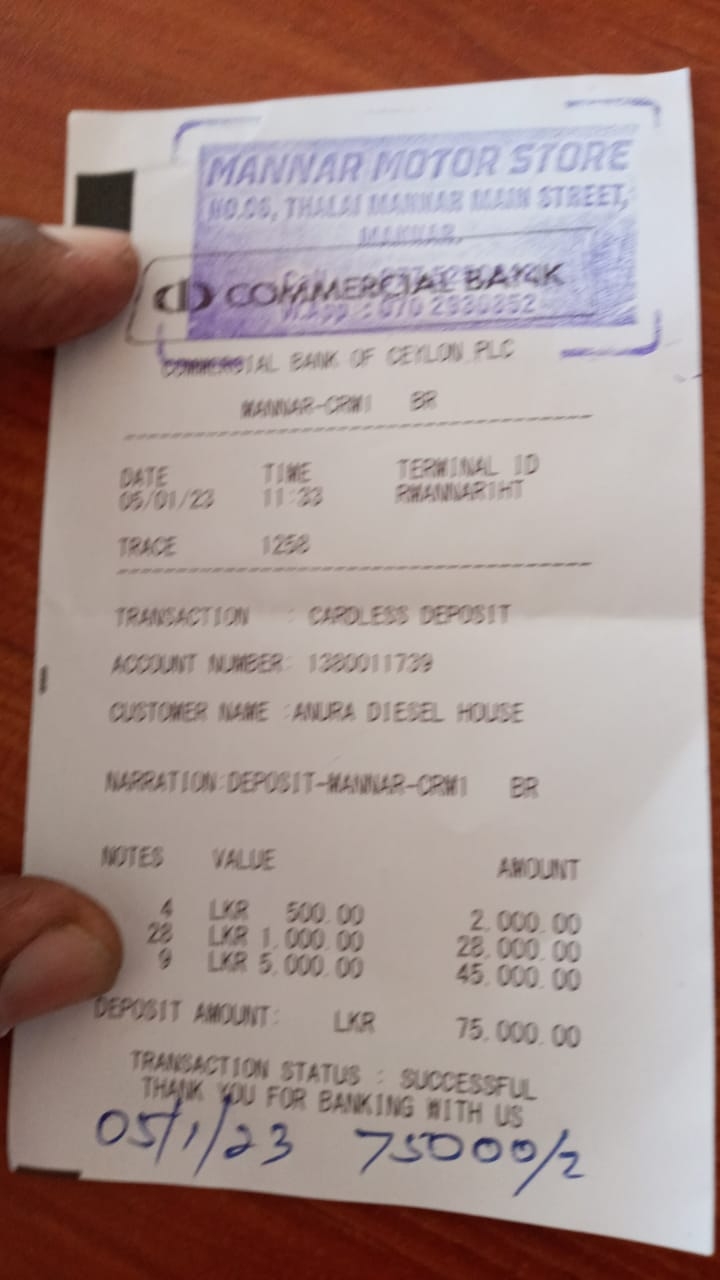 MANNAR MOTOR STORE
NO.06, THALAI MANNAR MAIN STREET,
MANNAR.
COMMERCIAL BANK
COMMERCIAL BANK OF CEYLON PLC
MANNAR-CRM1 BR
DATE TIME TERMINAL ID
05/01/23 11:33 RMANNAR1HT
TRACE 1258
TRANSACTION : CARDLESS DEPOSIT
ACCOUNT NUMBER: 1380011739
CUSTOMER NAME :ANURA DIESEL HOUSE
NARRATION:DEPOSIT-MANNAR-CRM1 BR
NOTES VALUE AMOUNT
4 LKR 500.00 2,000.00
28 LKR 1,000.00 28,000.00
9 LKR 5,000.00 45,000.00
DEPOSIT AMOUNT: LKR 75,000.00
TRANSACTION STATUS : SUCCESSFUL
THANK YOU FOR BANKING WITH US
05/1/23 75000/2